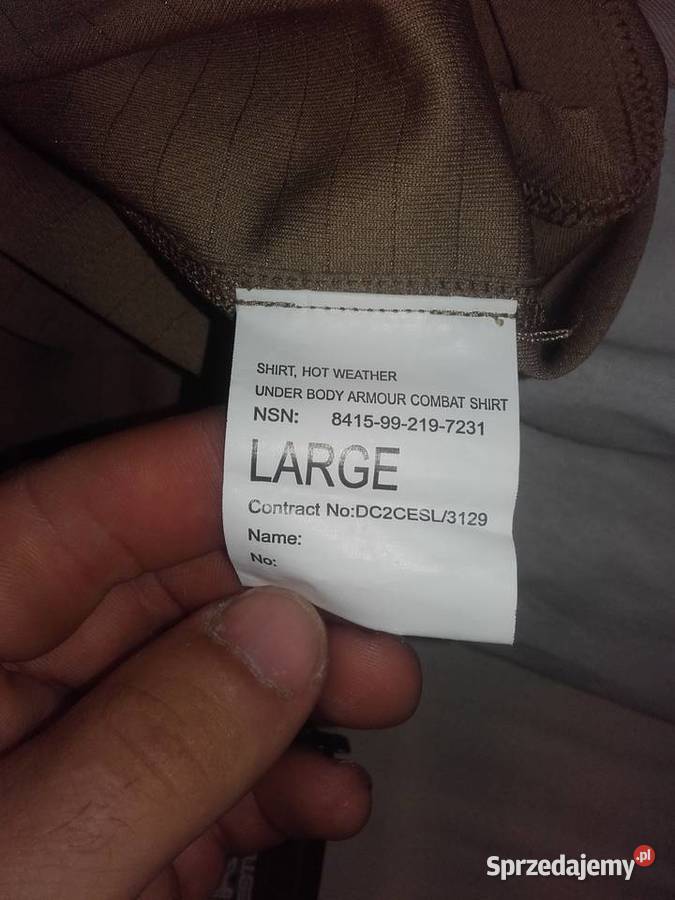 SHIRT, HOT WEATHER
UNDER BODY ARMOUR COMBAT SHIRT
NSN: 8415-99-219-7231
LARGE
Contract No:DC2CESL/3129
Name:
No:
Sprzedajemy.pl